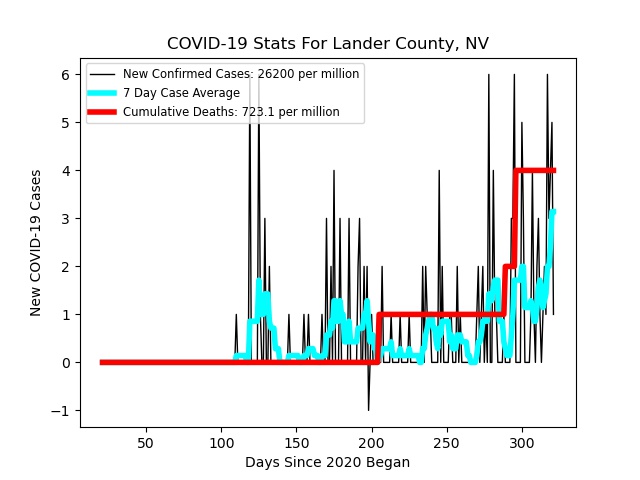 COVID-19 Stats For Lander County, NV
New Confirmed Cases: 26200 per million
7 Day Case Average
Cumulative Deaths: 723.1 per million
New COVID-19 Cases
6
5
4
3
2
1
0
−1
50 100 150 200 250 300
Days Since 2020 Began